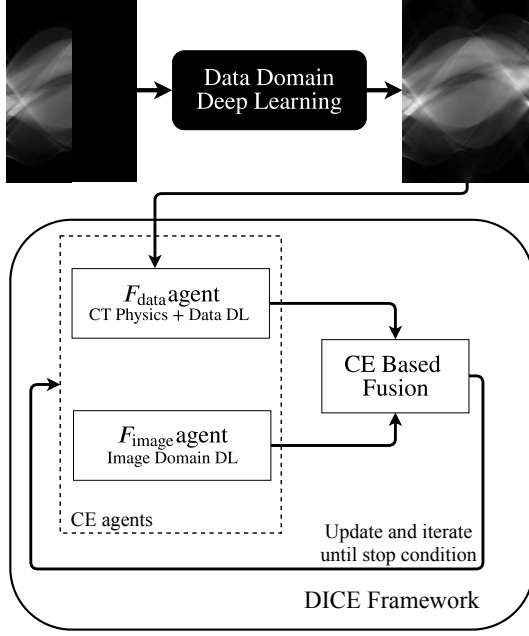 Data Domain
Deep Learning
F_data agent
CT Physics + Data DL
CE Based
Fusion
F_image agent
Image Domain DL
CE agents
Update and iterate
until stop condition
DICE Framework